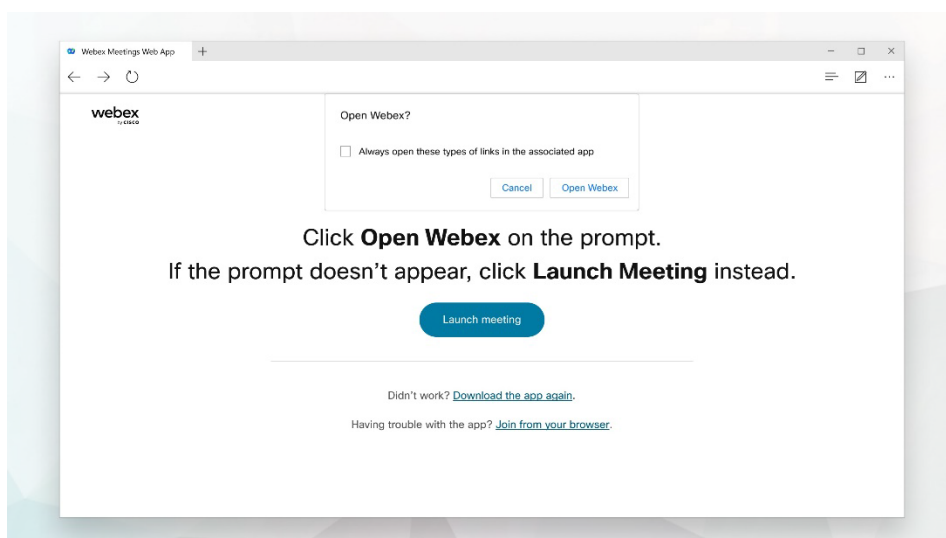 Webex Meetings Web App
webex
by CISCO
Open Webex?
Always open these types of links in the associated app
Cancel
Open Webex
Click Open Webex on the prompt.
If the prompt doesn't appear, click Launch Meeting instead.
Launch meeting
Didn't work? Download the app again.
Having trouble with the app? Join from your browser.